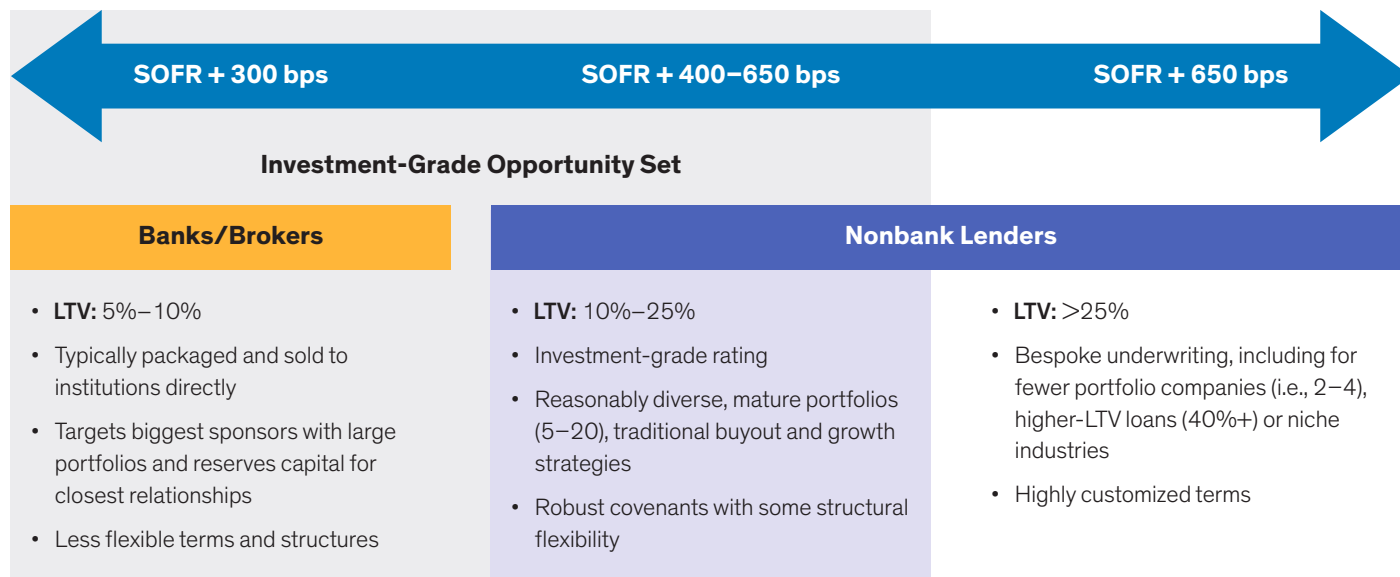 SOFR + 300 bps
SOFR + 400–650 bps
SOFR + 650 bps
Investment-Grade Opportunity Set
Banks/Brokers
Nonbank Lenders
• LTV: 5%–10%
• Typically packaged and sold to
institutions directly
• Targets biggest sponsors with large
portfolios and reserves capital for
closest relationships
• Less flexible terms and structures
• LTV: 10%–25%
• Investment-grade rating
• Reasonably diverse, mature portfolios
(5–20), traditional buyout and growth
strategies
• Robust covenants with some structural
flexibility
• LTV: >25%
• Bespoke underwriting, including for
fewer portfolio companies (i.e., 2–4),
higher-LTV loans (40%+) or niche
industries
• Highly customized terms